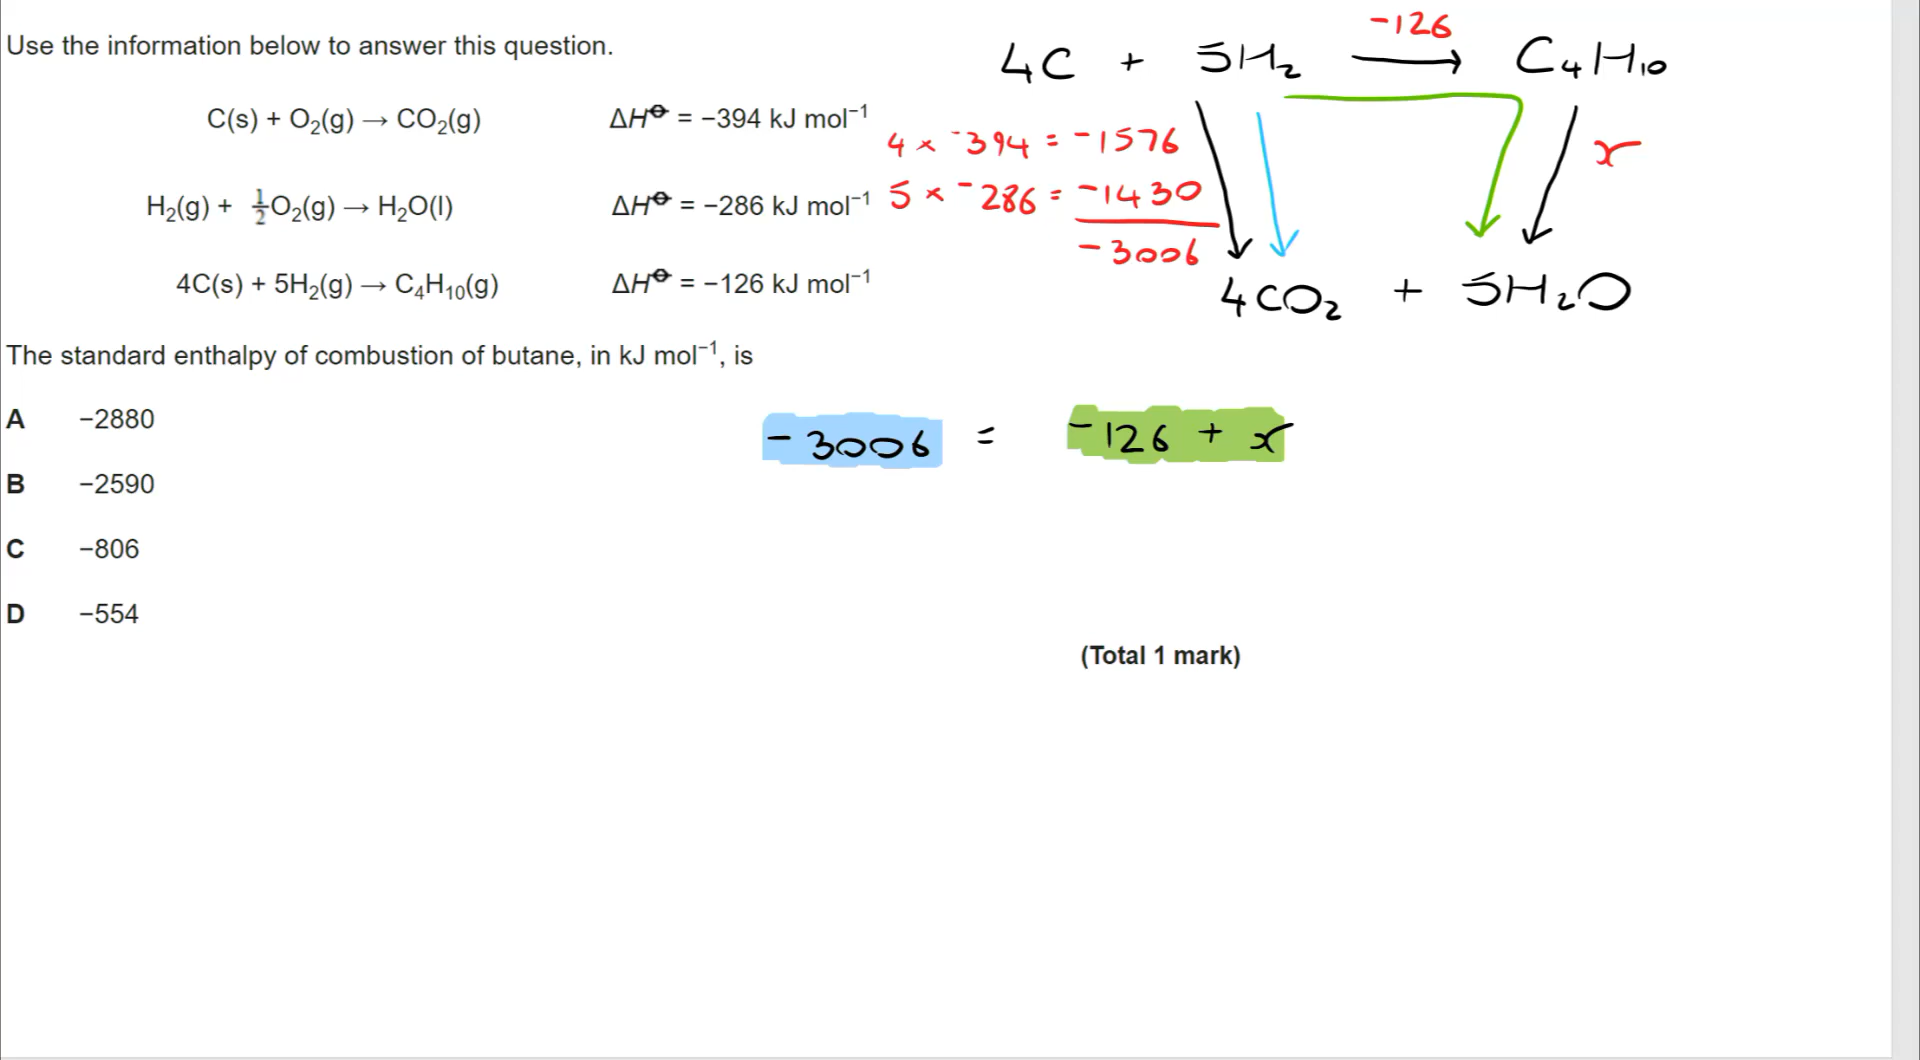 Use the information below to answer this question.
C(s) + O₂(g) → CO₂(g) ΔH⦵ = −394 kJ mol⁻¹
H₂(g) + ½O₂(g) → H₂O(l) ΔH⦵ = −286 kJ mol⁻¹
4C(s) + 5H₂(g) → C₄H₁₀(g) ΔH⦵ = −126 kJ mol⁻¹
The standard enthalpy of combustion of butane, in kJ mol⁻¹, is
A −2880
B −2590
C −806
D −554
(Total 1 mark)
-126
4C + 5H₂ → C₄H₁₀
4 × -394 = -1576
5 × -286 = -1430
-3006
x
4CO₂ + 5H₂O
-3006 = -126 + x